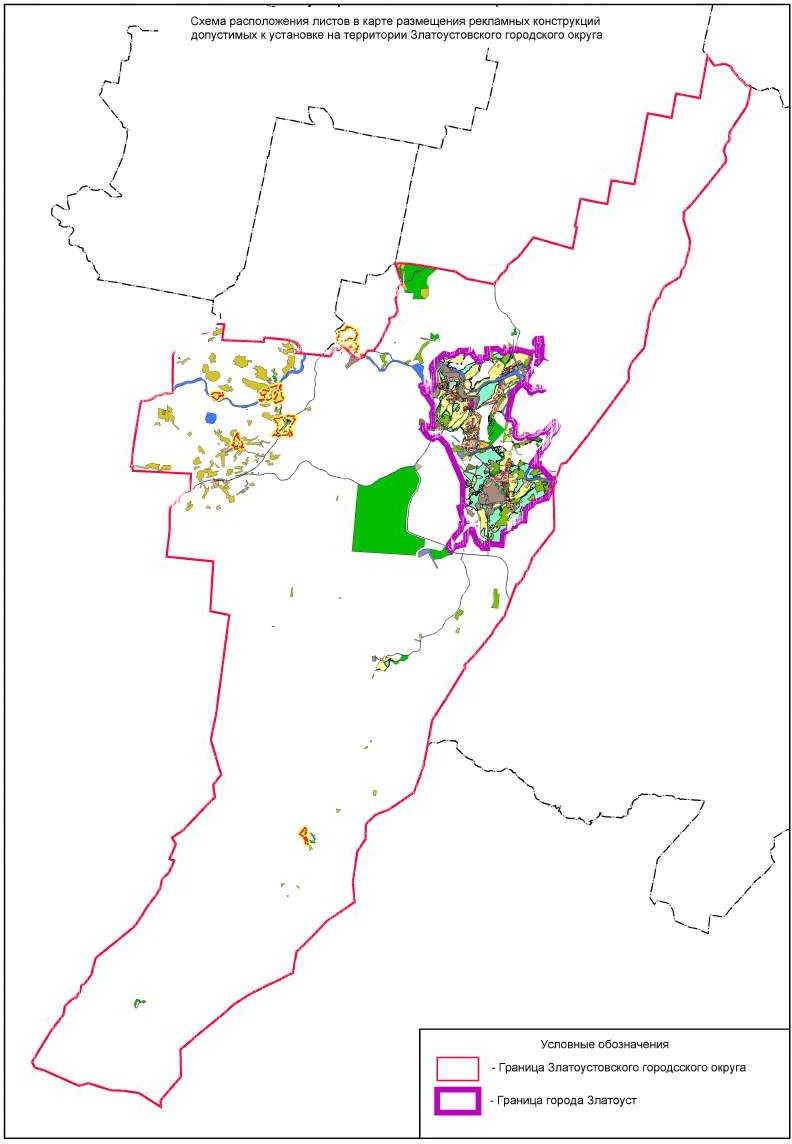 Схема расположения листов в карте размещения рекламных конструкций
допустимых к установке на территории Златоустовского городского округа
Условные обозначения
- Граница Златоустовского городсского округа
- Граница города Златоуст